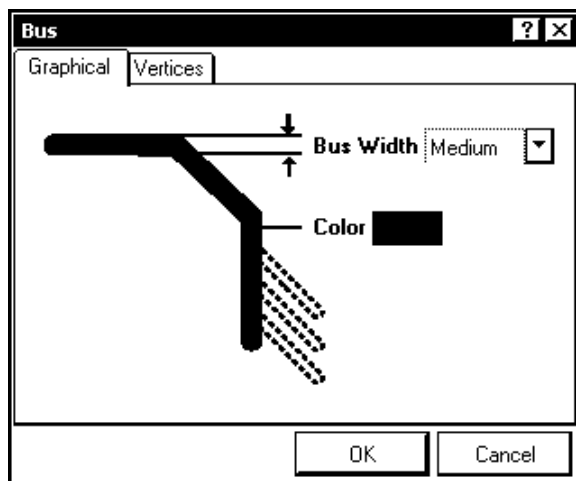 Bus
Graphical Vertices
Bus Width Medium
Color
OK Cancel